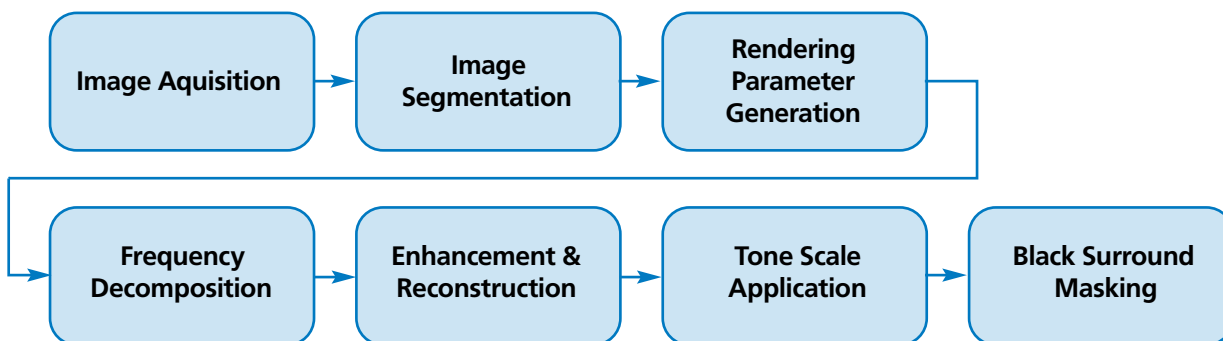 Image Aquisition
Image
Segmentation
Rendering
Parameter
Generation
Frequency
Decomposition
Enhancement &
Reconstruction
Tone Scale
Application
Black Surround
Masking